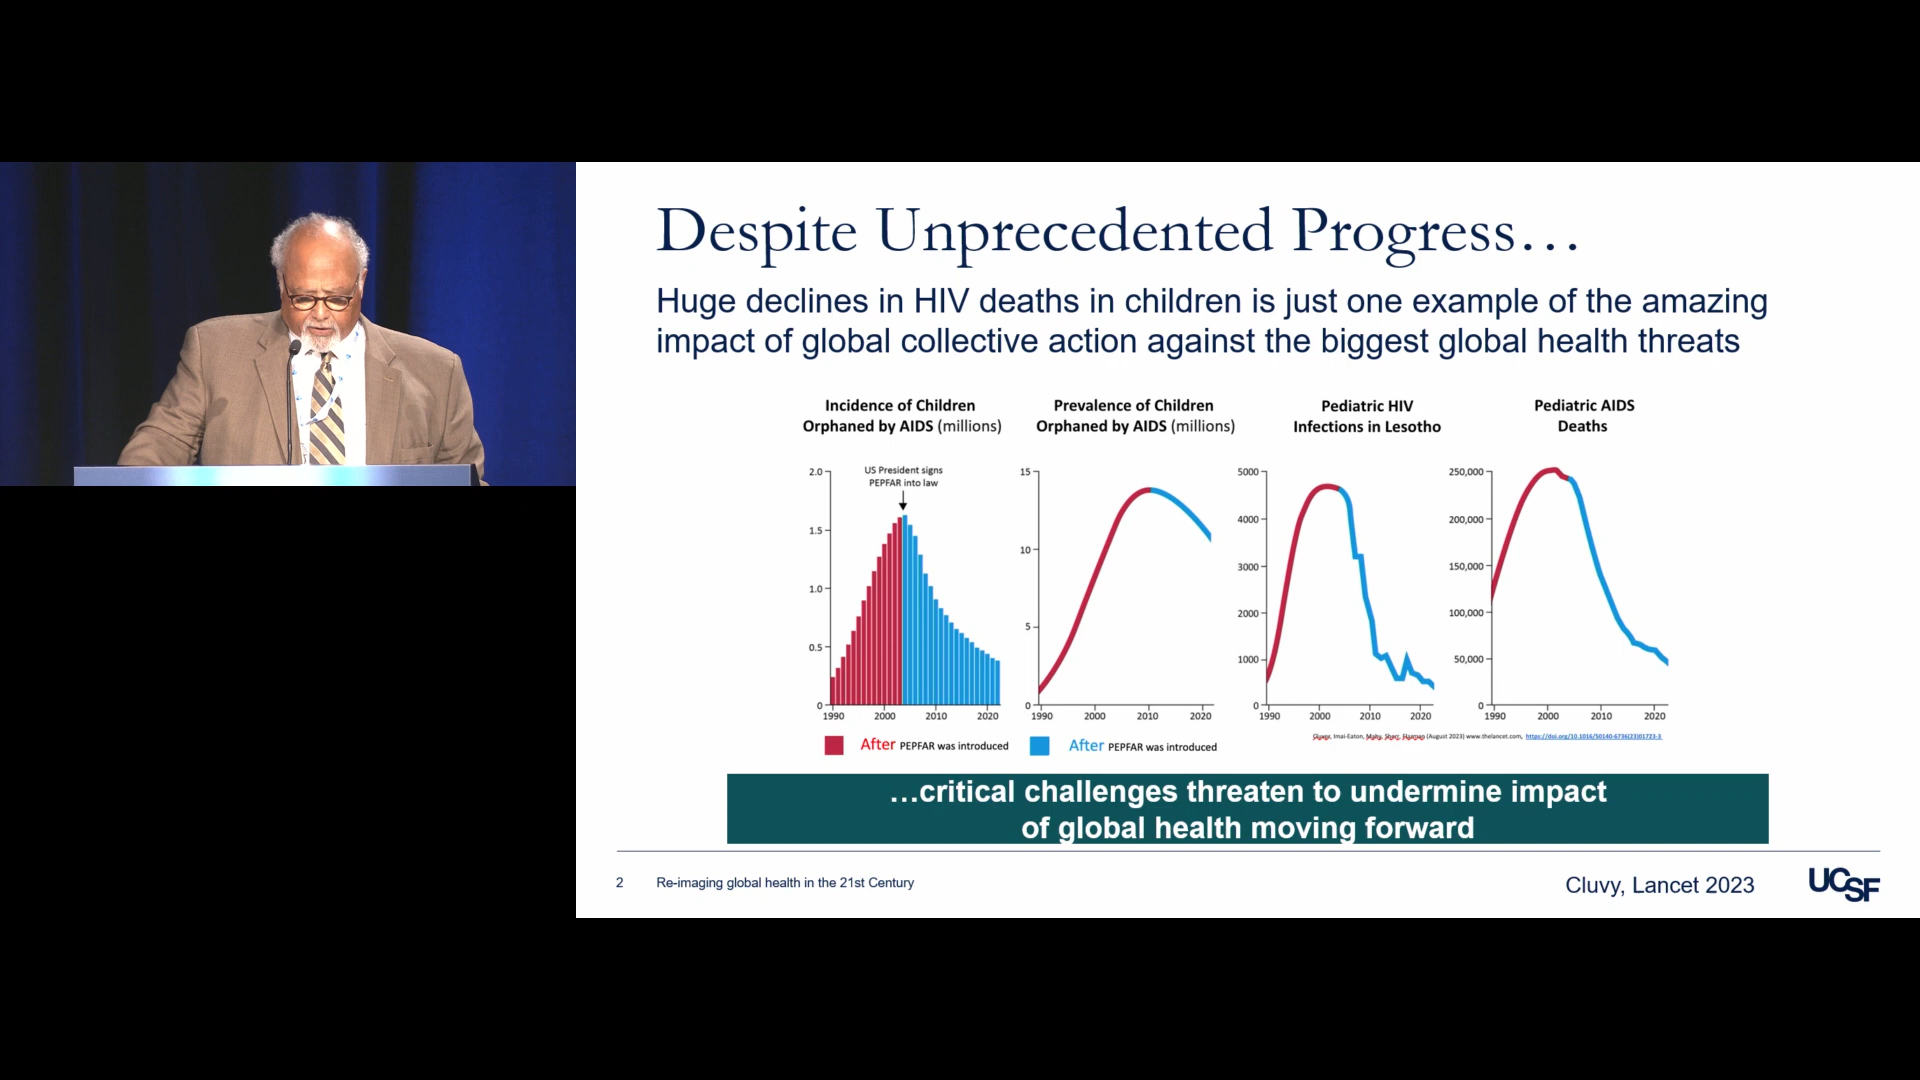 Despite Unprecedented Progress…
Huge declines in HIV deaths in children is just one example of the amazing
impact of global collective action against the biggest global health threats
Incidence of Children
Orphaned by AIDS (millions)
2.0
1.5
1.0
0.5
0
US President signs
PEPFAR into law
1990
2000
2010
2020
Prevalence of Children
Orphaned by AIDS (millions)
15
10
5
0
1990
2000
2010
2020
Pediatric HIV
Infections in Lesotho
5000
4000
3000
2000
1000
0
1990
2000
2010
2020
Pediatric AIDS
Deaths
250,000
200,000
150,000
100,000
50,000
0
1990
2000
2010
2020
After PEPFAR was introduced
After PEPFAR was introduced
Imai-Eaton, (August 2023) www.thelancet.com,
…critical challenges threaten to undermine impact
of global health moving forward
2
Re-imaging global health in the 21st Century
Cluvy, Lancet 2023
UCSF